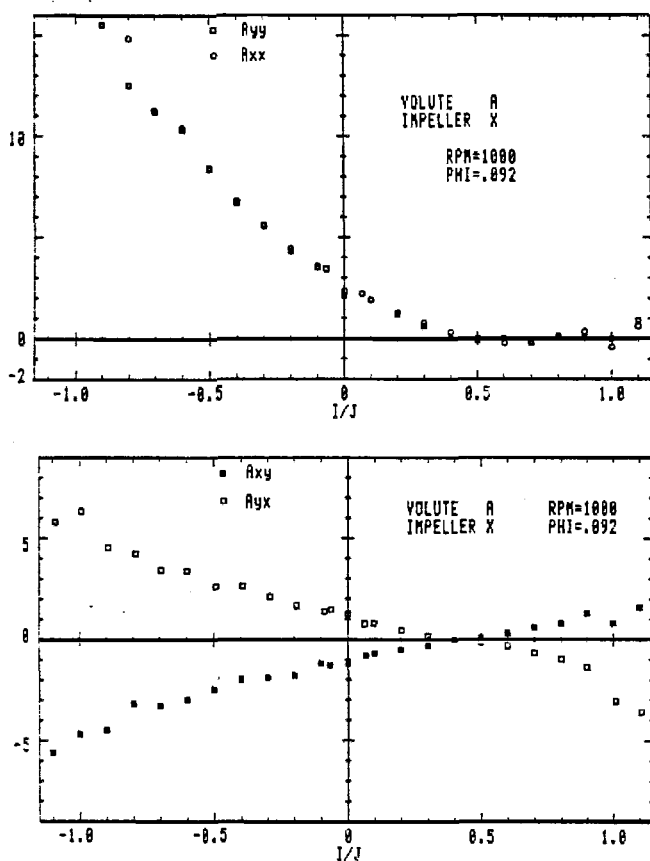 Ayy
Axx
VOLUTE A
IMPELLER X
RPM=1000
PHI=.092
10
0
-2
-1.0 -0.5 0 0.5 1.0
I/J
Axy
Ayx
VOLUTE A RPM=1000
IMPELLER X PHI=.092
5
0
-5
-1.0 -0.5 0 0.5 1.0
I/J